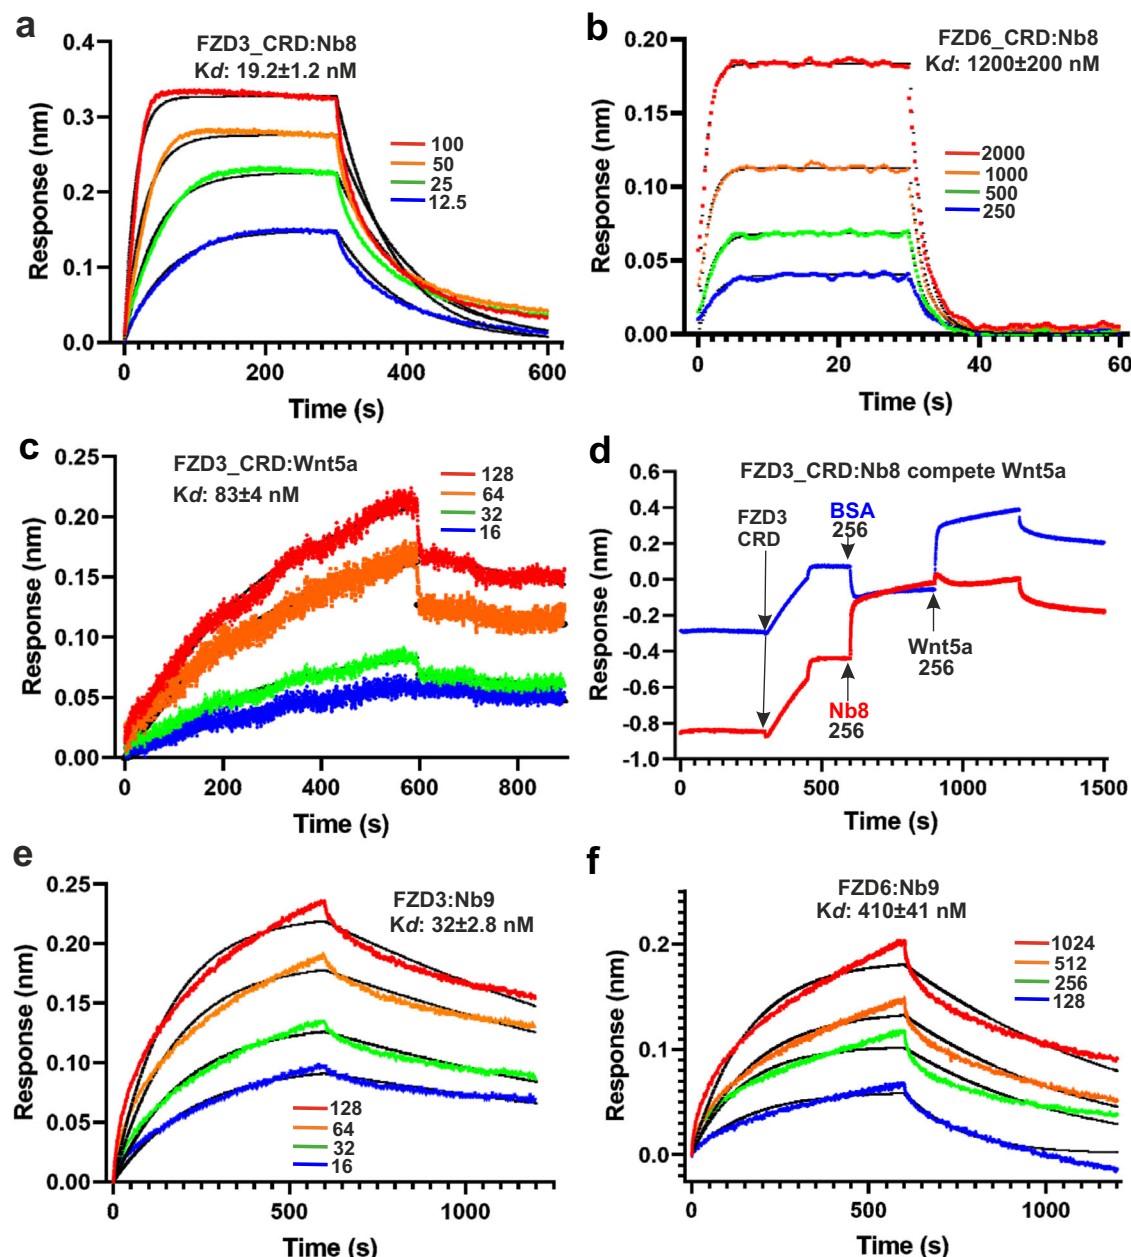 a
FZD3_CRD:Nb8
Kd: 19.2±1.2 nM
0.4
0.3
0.2
0.1
0.0
Response (nm)
100
50
25
12.5
0
200
400
600
Time (s)
b
FZD6_CRD:Nb8
Kd: 1200±200 nM
0.20
0.15
0.10
0.05
0.00
Response (nm)
2000
1000
500
250
0
20
40
60
Time (s)
c
FZD3_CRD:Wnt5a
Kd: 83±4 nM
0.25
0.20
0.15
0.10
0.05
0.00
Response (nm)
128
64
32
16
0
200
400
600
800
Time (s)
d
FZD3_CRD:Nb8 compete Wnt5a
0.6
0.4
0.2
0.0
-0.2
-0.4
-0.6
-0.8
-1.0
Response (nm)
FZD3
CRD
BSA
256
Nb8
256
Wnt5a
256
0
500
1000
1500
Time (s)
e
FZD3:Nb9
Kd: 32±2.8 nM
0.25
0.20
0.15
0.10
0.05
0.00
Response (nm)
128
64
32
16
0
500
1000
Time (s)
f
FZD6:Nb9
Kd: 410±41 nM
0.2
0.1
0.0
Response (nm)
1024
512
256
128
0
500
1000
Time (s)